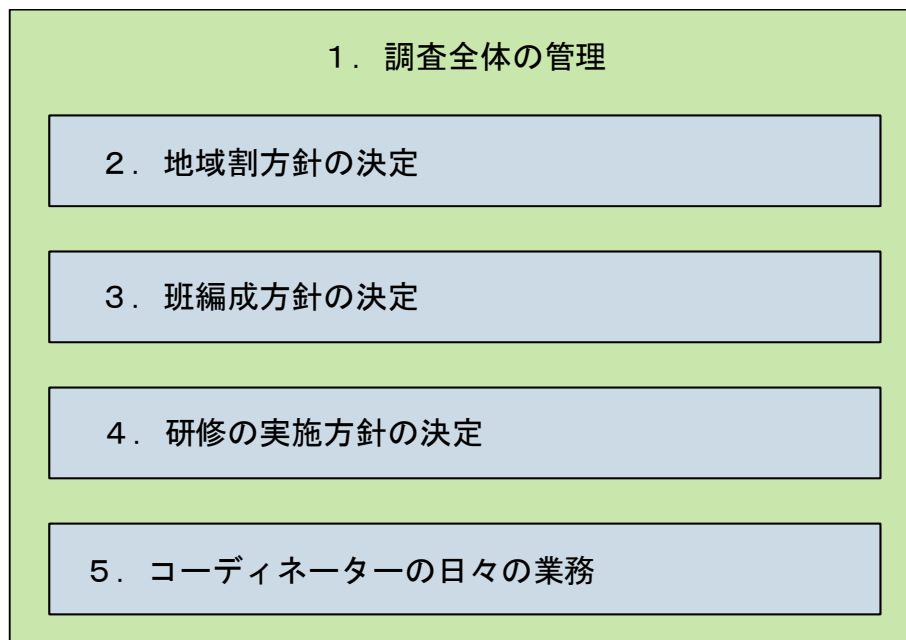 １．調査全体の管理
２．地域割方針の決定
３．班編成方針の決定
４．研修の実施方針の決定
５．コーディネーターの日々の業務